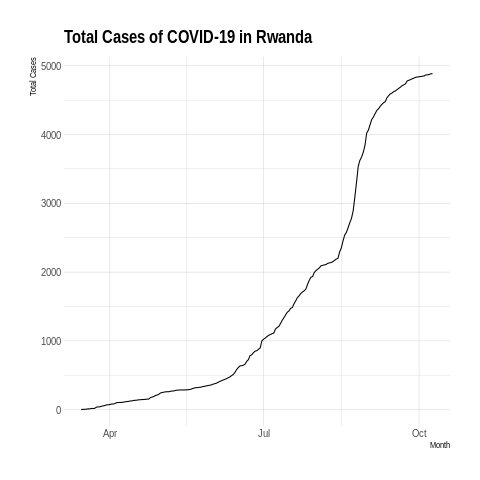 Total Cases of COVID-19 in Rwanda
Total Cases
5000
4000
3000
2000
1000
0
Apr
Jul
Oct
Month